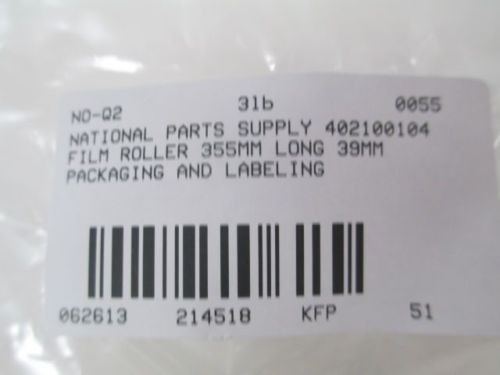 NO-Q2 3lb 0055
NATIONAL PARTS SUPPLY 402100104
FILM ROLLER 355MM LONG 39MM
PACKAGING AND LABELING
062613 214518 KFP 51